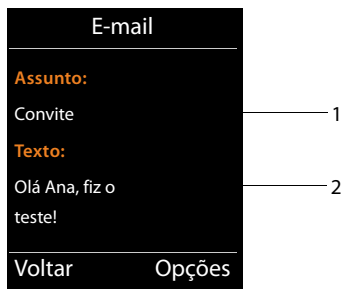 E-mail
Assunto:
Convite 1
Texto:
Olá Ana, fiz o 2
teste!
Voltar Opções